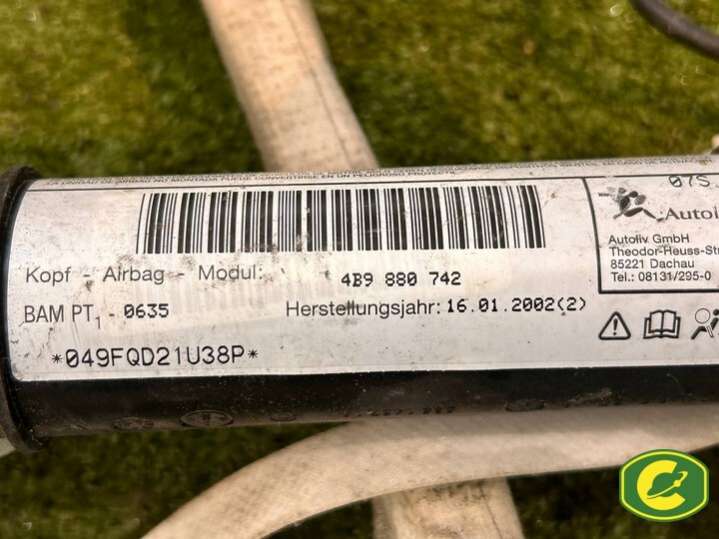 07S
Autoliv GmbH
Theodor-Heuss-Str
85221 Dachau
Tel.: 08131/295-0
Kopf - Airbag - Modul: 4B9 880 742
BAM PT1 - 0635 Herstellungsjahr: 16.01.2002(2)
*049FQD21U38P*